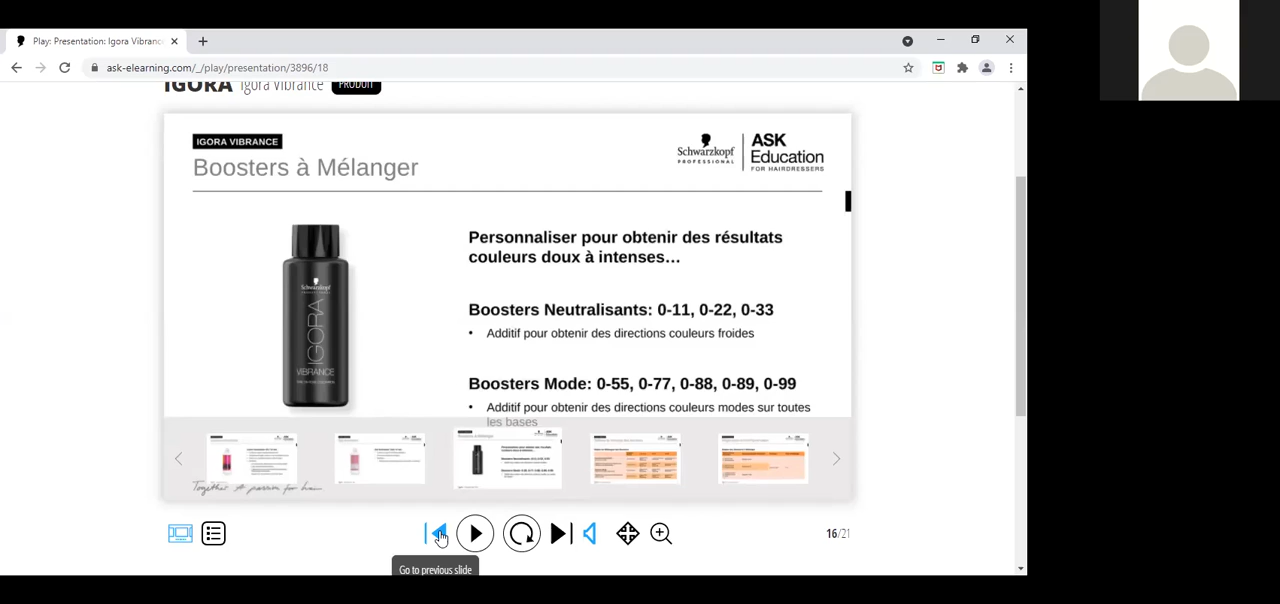 Play: Presentation: Igora Vibranc
ask-elearning.com/_/play/presentation/3896/18
IGORA Igora Vibrance PRODUIT
IGORA VIBRANCE
Boosters à Mélanger
Schwarzkopf
PROFESSIONAL
ASK
Education
FOR HAIRDRESSERS
Schwarzkopf
IGORA
VIBRANCE
Personnaliser pour obtenir des résultats
couleurs doux à intenses…
Boosters Neutralisants: 0-11, 0-22, 0-33
• Additif pour obtenir des directions couleurs froides
Boosters Mode: 0-55, 0-77, 0-88, 0-89, 0-99
• Additif pour obtenir des directions couleurs modes sur toutes
les bases
Together. A passion for hair.
16/21
Go to previous slide